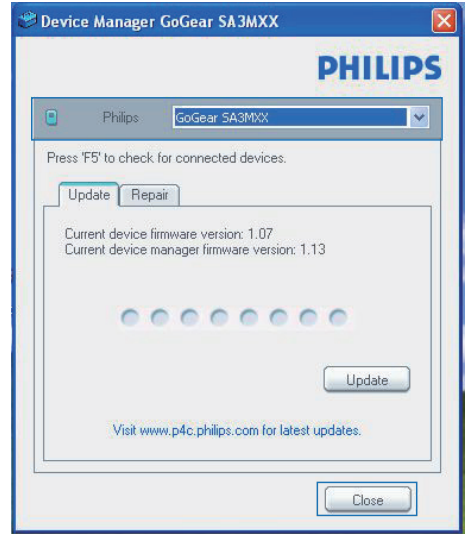 Device Manager GoGear SA3MXX
PHILIPS
Philips GoGear SA3MXX
Press 'F5' to check for connected devices.
Update Repair
Current device firmware version: 1.07
Current device manager firmware version: 1.13
Update
Visit www.p4c.philips.com for latest updates.
Close